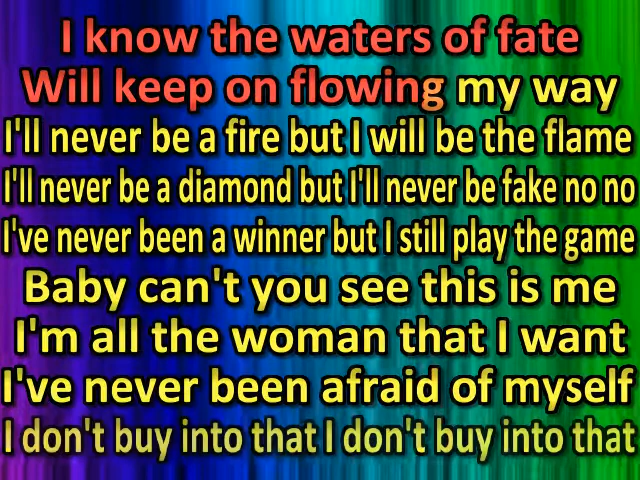 I know the waters of fate
Will keep on flowing my way
I'll never be a fire but I will be the flame
I'll never be a diamond but I'll never be fake no no
I've never been a winner but I still play the game
Baby can't you see this is me
I'm all the woman that I want
I've never been afraid of myself
I don't buy into that I don't buy into that